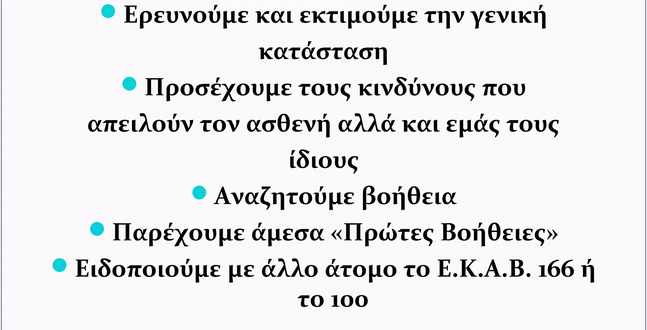 • Ερευνούμε και εκτιμούμε την γενική
κατάσταση
• Προσέχουμε τους κινδύνους που
απειλούν τον ασθενή αλλά και εμάς τους
ίδιους
• Αναζητούμε βοήθεια
• Παρέχουμε άμεσα «Πρώτες Βοήθειες»
• Ειδοποιούμε με άλλο άτομο το Ε.Κ.Α.Β. 166 ή
το 100